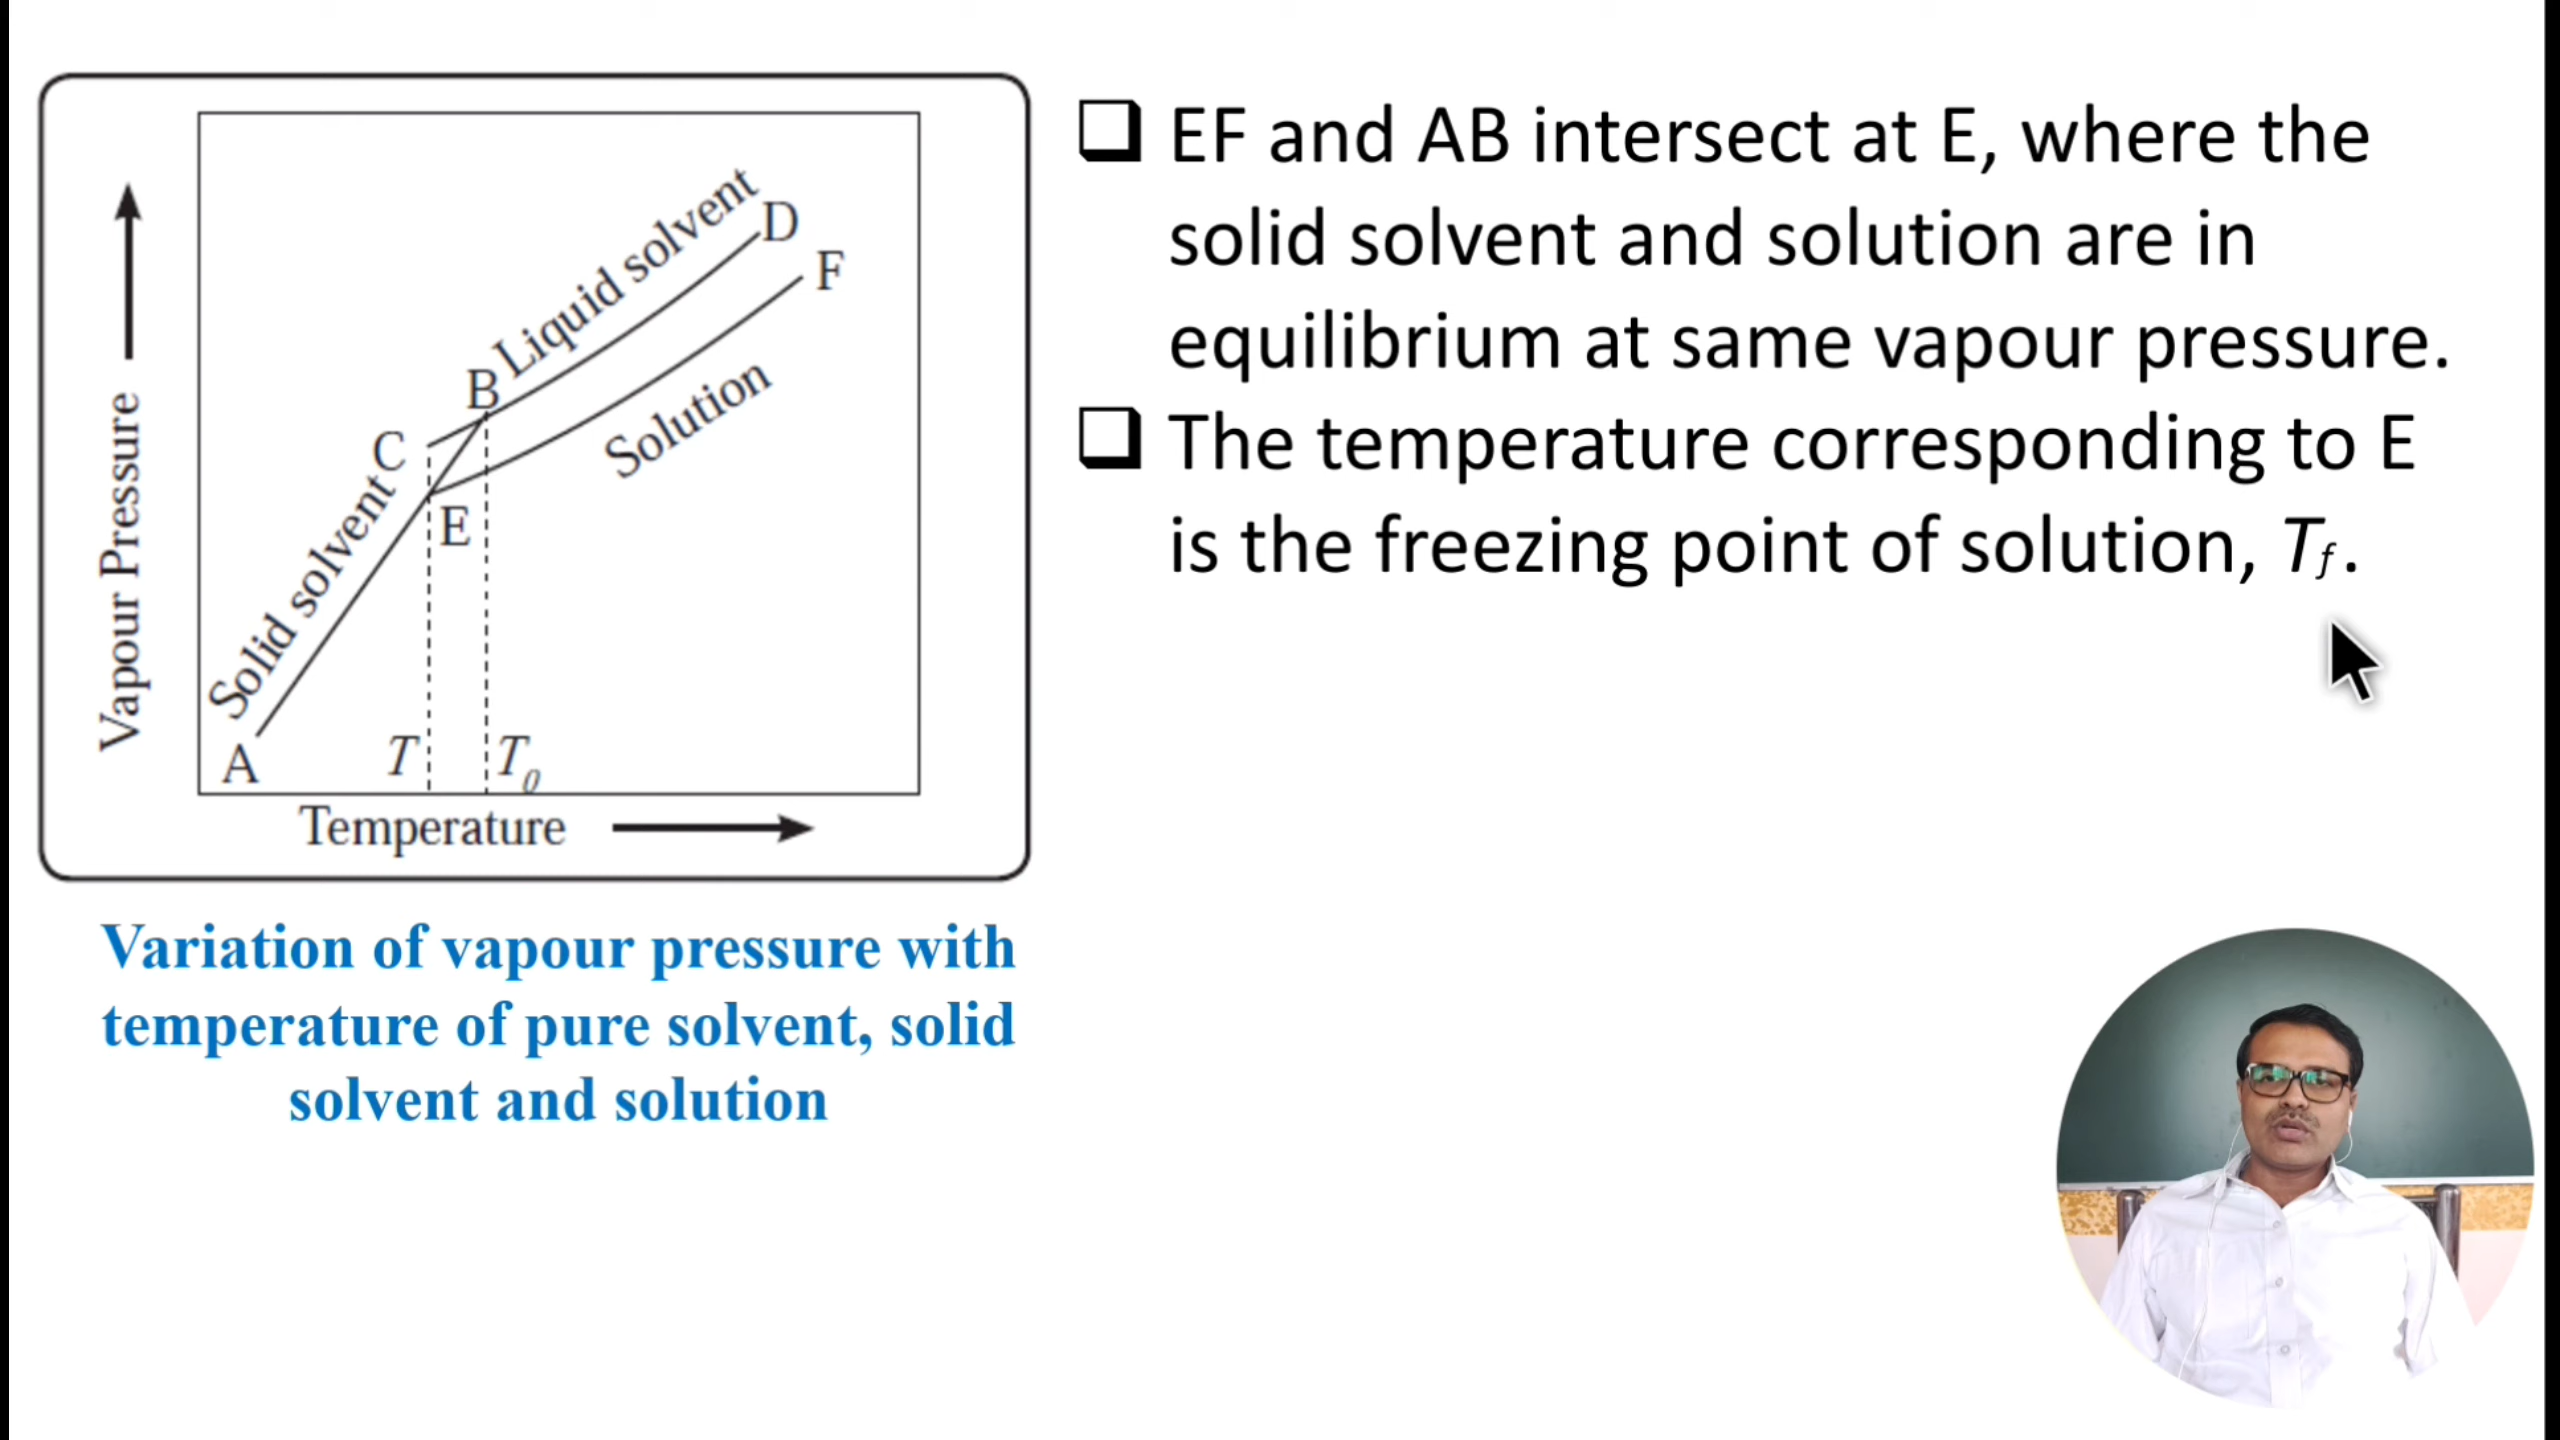 Vapour Pressure
Solid solvent
Liquid solvent
Solution
A
B
C
D
E
F
T
T₀
Temperature
Variation of vapour pressure with
temperature of pure solvent, solid
solvent and solution
❑ EF and AB intersect at E, where the
solid solvent and solution are in
equilibrium at same vapour pressure.
❑ The temperature corresponding to E
is the freezing point of solution, Tf.